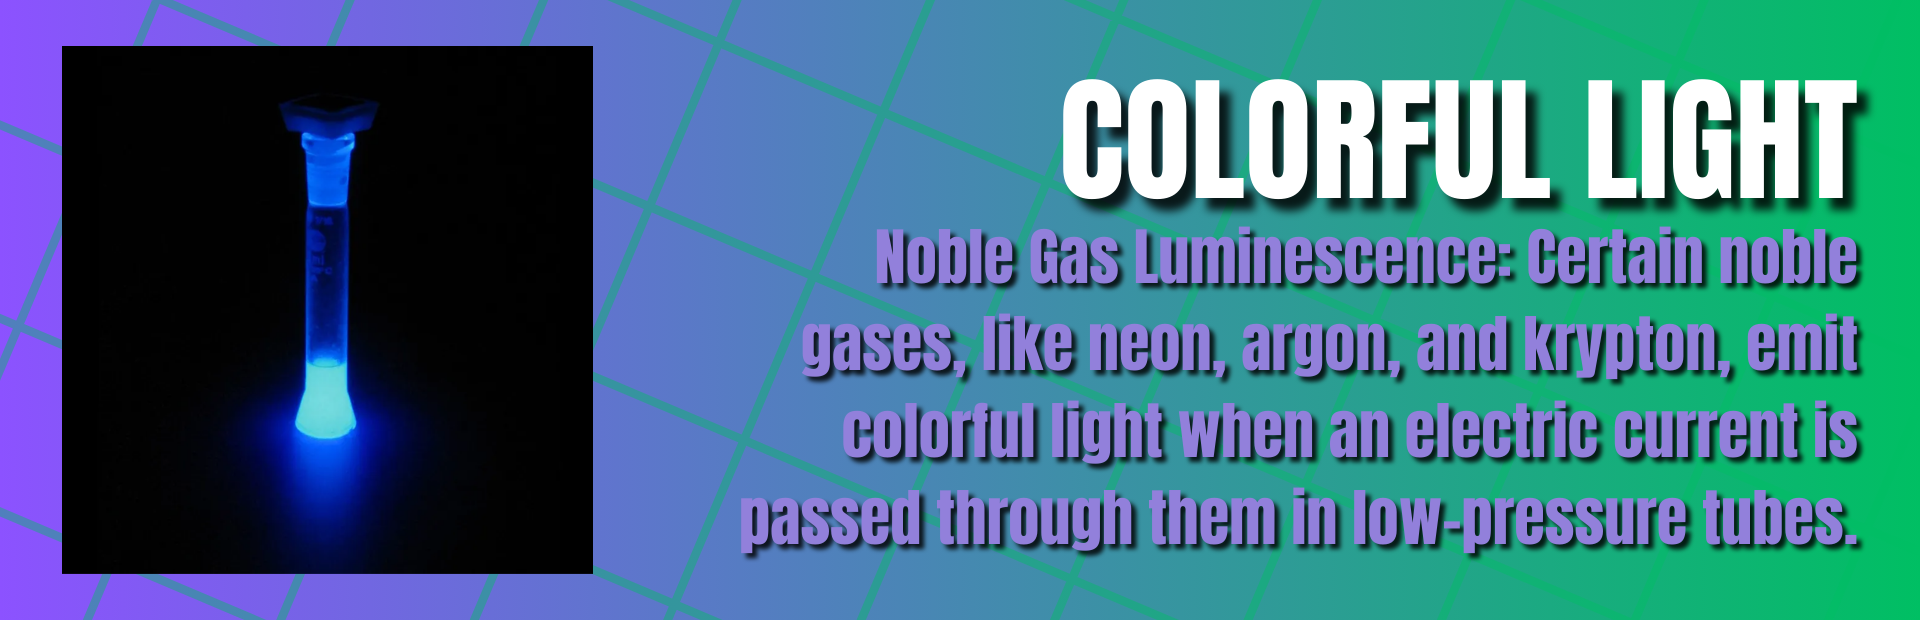 COLORFUL LIGHT
Noble Gas Luminescence: Certain noble
gases, like neon, argon, and krypton, emit
colorful light when an electric current is
passed through them in low-pressure tubes.